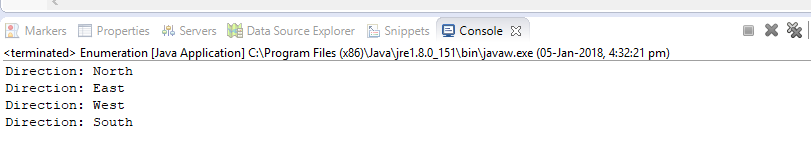 Markers Properties Servers Data Source Explorer Snippets Console
<terminated> Enumeration [Java Application] C:\Program Files (x86)\Java\jre1.8.0_151\bin\javaw.exe (05-Jan-2018, 4:32:21 pm)
Direction: North
Direction: East
Direction: West
Direction: South